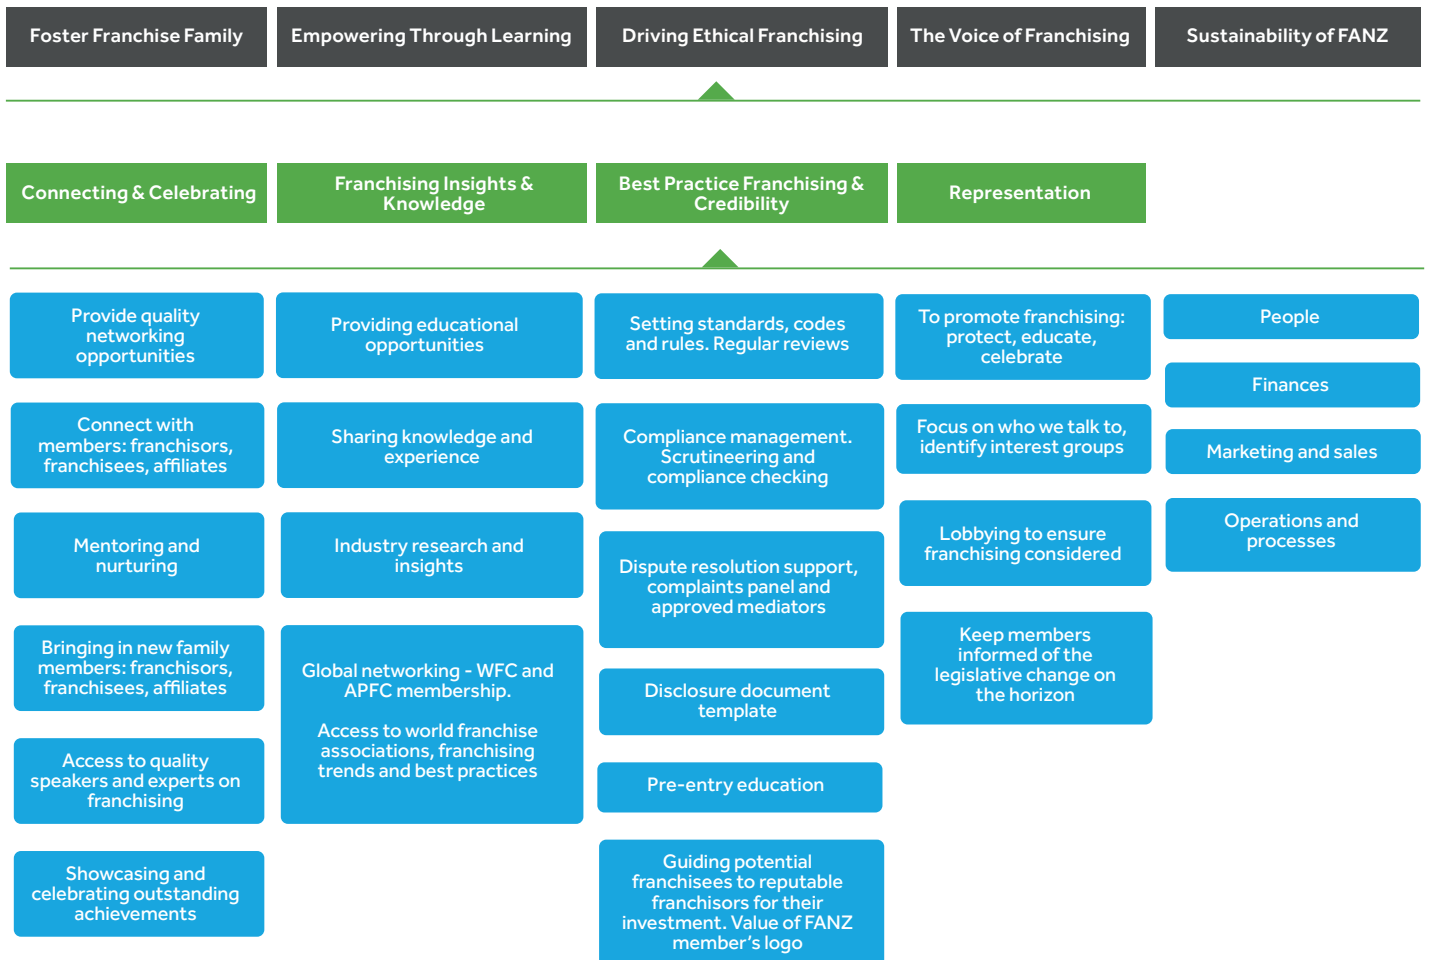 Foster Franchise Family
Empowering Through Learning
Driving Ethical Franchising
The Voice of Franchising
Sustainability of FANZ
Connecting & Celebrating
Franchising Insights &
Knowledge
Best Practice Franchising &
Credibility
Representation
Provide quality
networking
opportunities
Connect with
members: franchisors,
franchisees, affiliates
Mentoring and
nurturing
Bringing in new family
members: franchisors,
franchisees, affiliates
Access to quality
speakers and experts on
franchising
Showcasing and
celebrating outstanding
achievements
Providing educational
opportunities
Sharing knowledge and
experience
Industry research and
insights
Global networking - WFC and
APFC membership.
Access to world franchise
associations, franchising
trends and best practices
Setting standards, codes
and rules. Regular reviews
Compliance management.
Scrutineering and
compliance checking
Dispute resolution support,
complaints panel and
approved mediators
Disclosure document
template
Pre-entry education
Guiding potential
franchisees to reputable
franchisors for their
investment. Value of FANZ
member's logo
To promote franchising:
protect, educate,
celebrate
Focus on who we talk to,
identify interest groups
Lobbying to ensure
franchising considered
Keep members
informed of the
legislative change on
the horizon
People
Finances
Marketing and sales
Operations and
processes